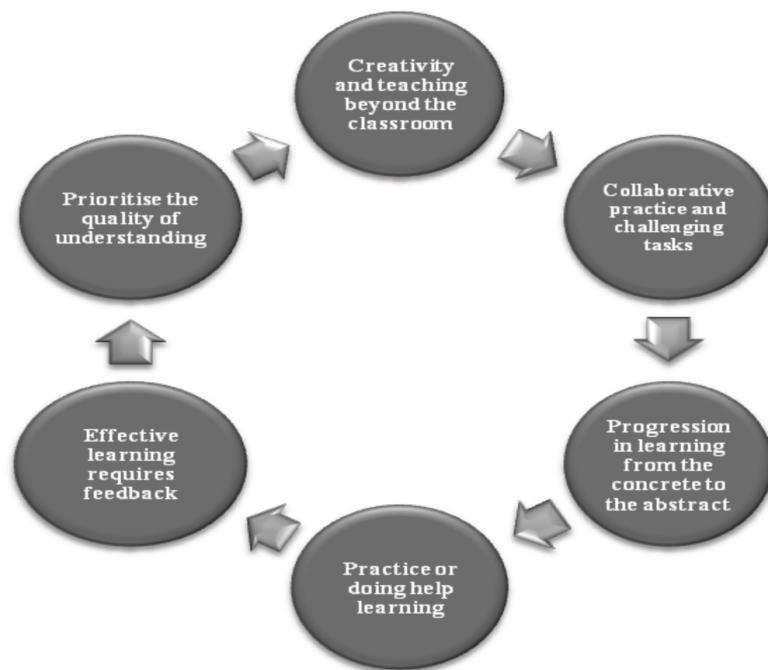 Creativity
and teaching
beyond the
classroom
Collaborative
practice and
challenging
tasks
Progression
in learning
from the
concrete to
the abstract
Practice or
doing help
learning
Effective
learning
requires
feedback
Prioritise the
quality of
understanding